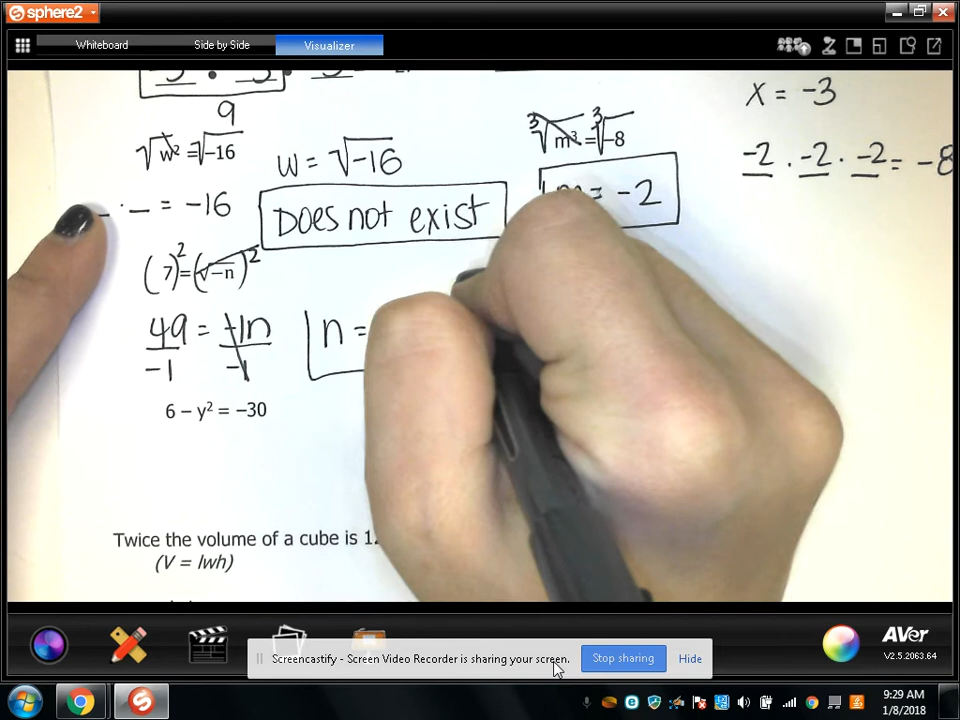 sphere2
Whiteboard
Side by Side
Visualizer
9
√w² = √-16
w = √-16
Does not exist
_ · _ = -16
³√m³ = ³√-8
= -2
x = -3
-2 · -2 · -2 = -8
(7)² = (√-n)²
49 = -1n
-1 -1
n =
6 – y² = –30
Twice the volume of a cube is
(V = lwh)
Screencastify - Screen Video Recorder is sharing your screen.
Stop sharing
Hide
AVer
V2.5.2063.64
9:29 AM
1/8/2018